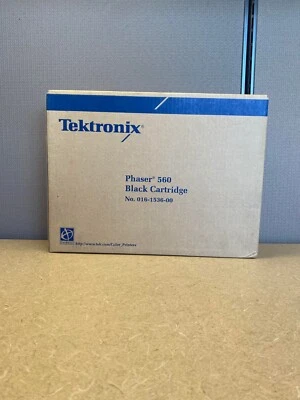 Tektronix®
Phaser® 560
Black Cartridge
No. 016-1536-00